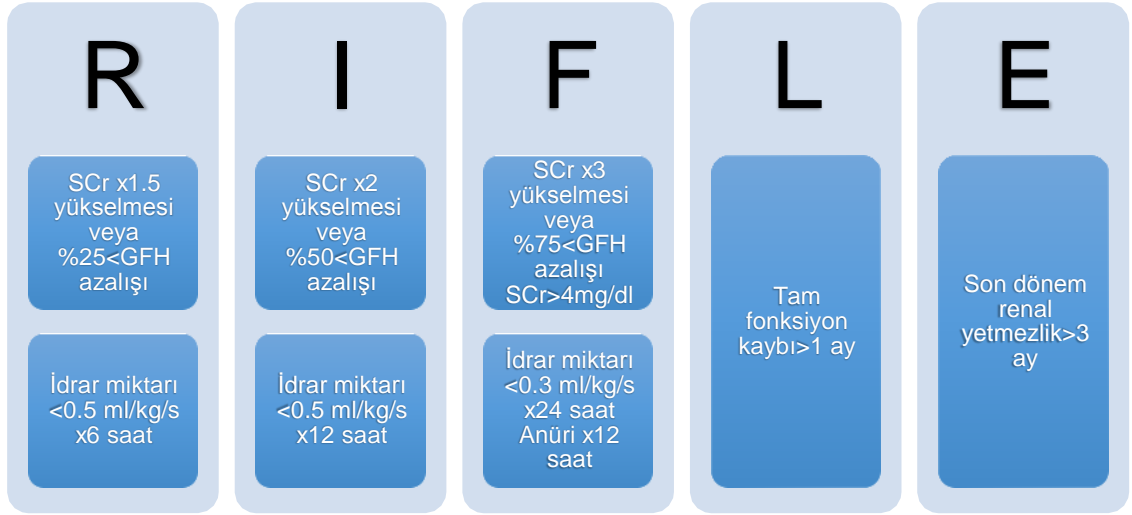 R
SCr x1.5
yükselmesi
veya
%25<GFH
azalışı
İdrar miktarı
<0.5 ml/kg/s
x6 saat
I
SCr x2
yükselmesi
veya
%50<GFH
azalışı
İdrar miktarı
<0.5 ml/kg/s
x12 saat
F
SCr x3
yükselmesi
veya
%75<GFH
azalışı
SCr>4mg/dl
İdrar miktarı
<0.3 ml/kg/s
x24 saat
Anüri x12
saat
L
Tam
fonksiyon
kaybı>1 ay
E
Son dönem
renal
yetmezlik>3
ay